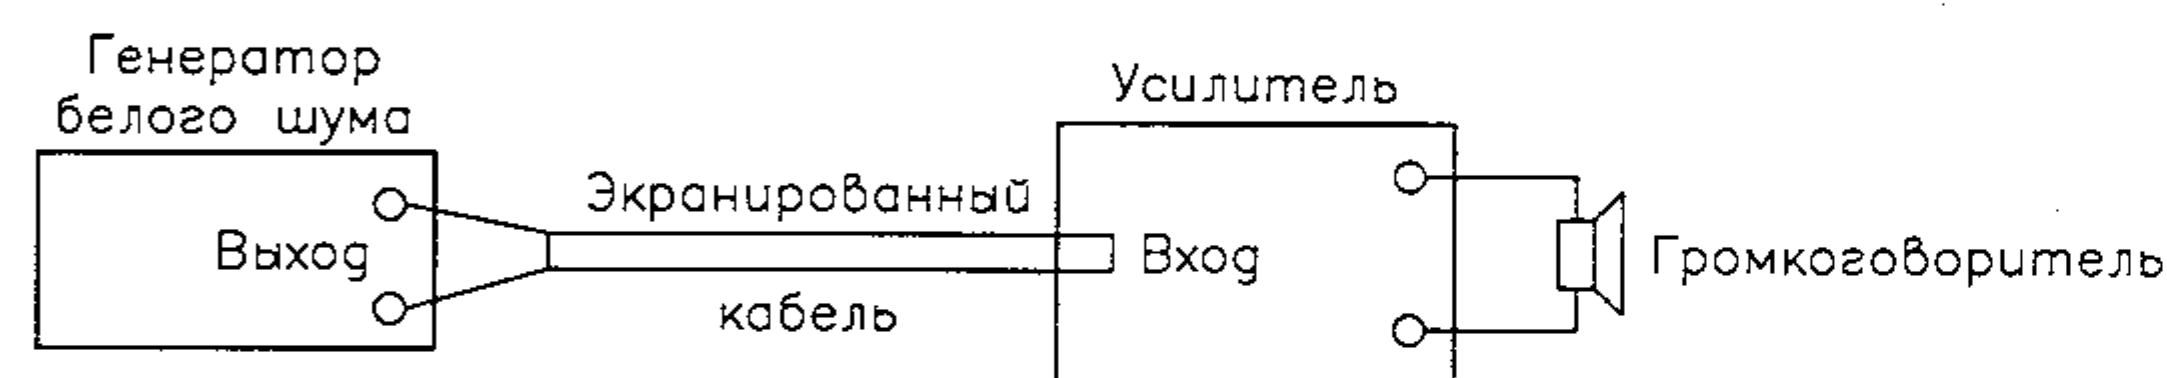 Генератор
белого шума
Усилитель
Экранированный
Выход
Вход
Громкоговоритель
кабель